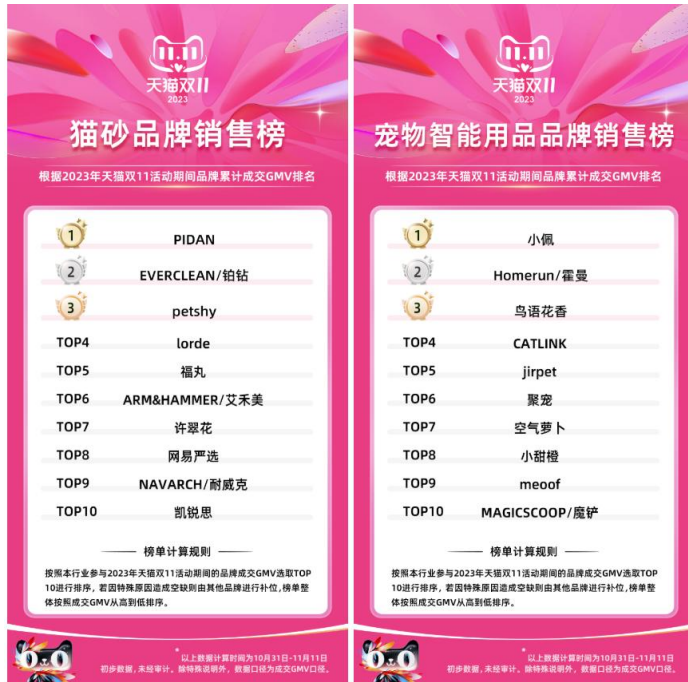 11.11
天猫双11
2023
猫砂品牌销售榜
根据2023年天猫双11活动期间品牌累计成交GMV排名
1 PIDAN
2 EVERCLEAN/铂钻
3 petshy
TOP4 lorde
TOP5 福丸
TOP6 ARM&HAMMER/艾禾美
TOP7 许翠花
TOP8 网易严选
TOP9 NAVARCH/耐威克
TOP10 凯锐思
榜单计算规则
按照本行业参与2023年天猫双11活动期间的品牌成交GMV选取TOP
10进行排序，若因特殊原因造成空缺则由其他品牌进行补位,榜单整
体按照成交GMV从高到低排序。
*
以上数据计算时间为10月31日-11月11日
初步数据,未经审计。除特殊说明外，数据口径为成交GMV口径。
11.11
天猫双11
2023
宠物智能用品品牌销售榜
根据2023年天猫双11活动期间品牌累计成交GMV排名
1 小佩
2 Homerun/霍曼
3 鸟语花香
TOP4 CATLINK
TOP5 jirpet
TOP6 聚宠
TOP7 空气萝卜
TOP8 小甜橙
TOP9 meoof
TOP10 MAGICSCOOP/魔铲
榜单计算规则
按照本行业参与2023年天猫双11活动期间的品牌成交GMV选取TOP
10进行排序，若因特殊原因造成空缺则由其他品牌进行补位,榜单整
体按照成交GMV从高到低排序。
*
以上数据计算时间为10月31日-11月11日
初步数据,未经审计。除特殊说明外，数据口径为成交GMV口径。